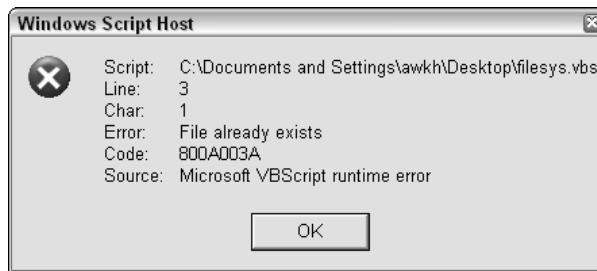 Windows Script Host
Script: C:\Documents and Settings\awkh\Desktop\filesys.vbs
Line: 3
Char: 1
Error: File already exists
Code: 800A003A
Source: Microsoft VBScript runtime error
OK